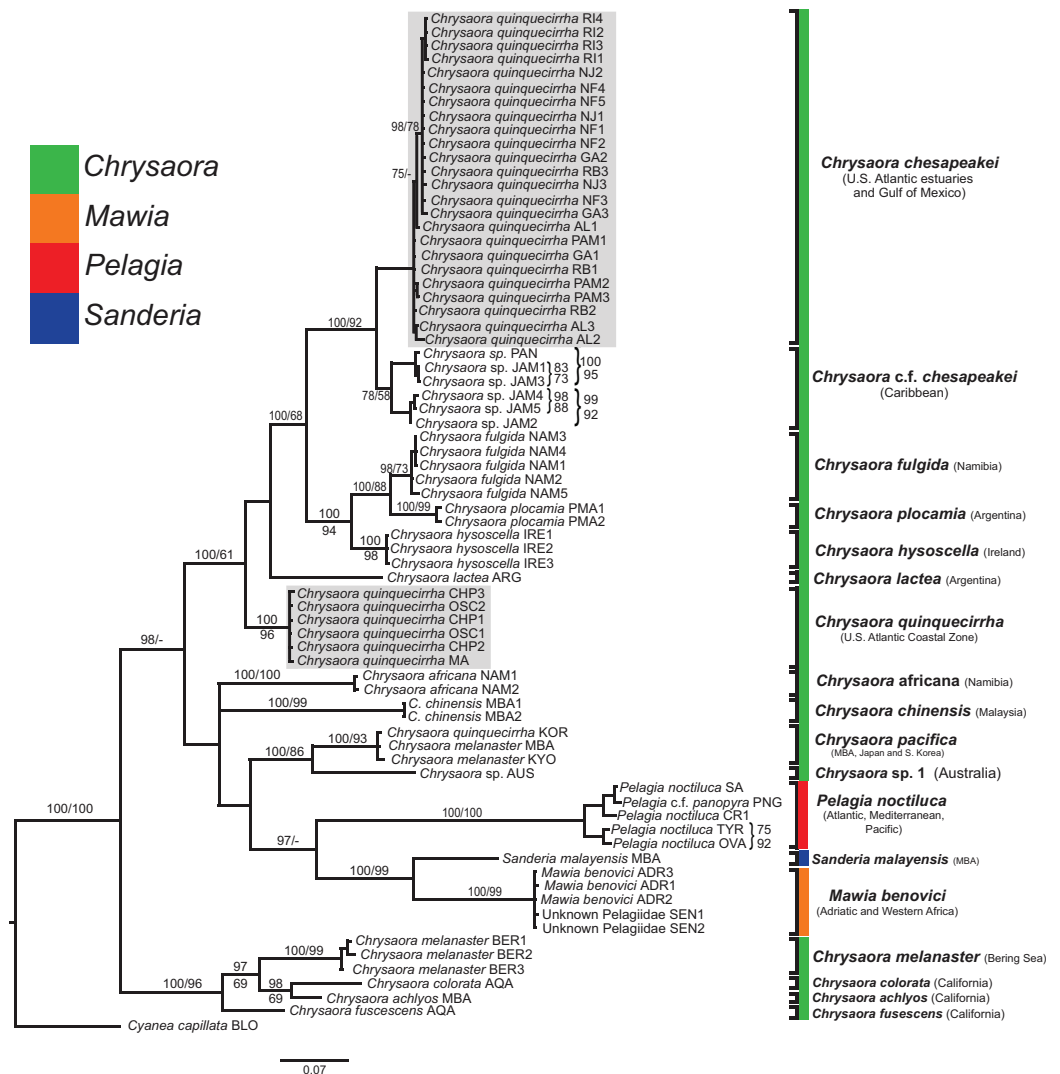 Chrysaora
Mawia
Pelagia
Sanderia
Chrysaora quinquecirrha RI4
Chrysaora quinquecirrha RI2
Chrysaora quinquecirrha RI3
Chrysaora quinquecirrha RI1
Chrysaora quinquecirrha NJ2
Chrysaora quinquecirrha NF4
Chrysaora quinquecirrha NF5
Chrysaora quinquecirrha NJ1
98/78
Chrysaora quinquecirrha NF1
Chrysaora quinquecirrha NF2
Chrysaora quinquecirrha GA2
75/-
Chrysaora quinquecirrha RB3
Chrysaora quinquecirrha NJ3
Chrysaora quinquecirrha NF3
Chrysaora quinquecirrha GA3
Chrysaora quinquecirrha AL1
Chrysaora quinquecirrha PAM1
Chrysaora quinquecirrha GA1
Chrysaora quinquecirrha RB1
Chrysaora quinquecirrha PAM2
Chrysaora quinquecirrha PAM3
Chrysaora quinquecirrha RB2
100/92
Chrysaora quinquecirrha AL3
Chrysaora quinquecirrha AL2
Chrysaora sp. PAN
Chrysaora sp. JAM1
Chrysaora sp. JAM3
83
73
100
95
78/58
Chrysaora sp. JAM4
Chrysaora sp. JAM5
Chrysaora sp. JAM2
98
88
99
92
100/68
Chrysaora fulgida NAM3
Chrysaora fulgida NAM4
Chrysaora fulgida NAM1
98/73
Chrysaora fulgida NAM2
Chrysaora fulgida NAM5
100/88
100/99
Chrysaora plocamia PMA1
Chrysaora plocamia PMA2
100
94
100
98
Chrysaora hysoscella IRE1
Chrysaora hysoscella IRE2
Chrysaora hysoscella IRE3
100/61
Chrysaora lactea ARG
Chrysaora quinquecirrha CHP3
Chrysaora quinquecirrha OSC2
Chrysaora quinquecirrha CHP1
100
96
Chrysaora quinquecirrha OSC1
Chrysaora quinquecirrha CHP2
Chrysaora quinquecirrha MA
98/-
100/100
Chrysaora africana NAM1
Chrysaora africana NAM2
100/99
C. chinensis MBA1
C. chinensis MBA2
Chrysaora quinquecirrha KOR
100/93
Chrysaora melanaster MBA
100/86
Chrysaora melanaster KYO
Chrysaora sp. AUS
100/100
Pelagia noctiluca SA
Pelagia c.f. panopyra PNG
100/100
Pelagia noctiluca CR1
Pelagia noctiluca TYR
Pelagia noctiluca OVA
75
92
97/-
Sanderia malayensis MBA
100/99
Mawia benovici ADR3
Mawia benovici ADR1
100/99
Mawia benovici ADR2
Unknown Pelagiidae SEN1
Unknown Pelagiidae SEN2
Chrysaora melanaster BER1
100/99
Chrysaora melanaster BER2
Chrysaora melanaster BER3
97
69
98
69
Chrysaora colorata AQA
100/96
Chrysaora achlyos MBA
Chrysaora fuscescens AQA
Cyanea capillata BLO
0.07
Chrysaora chesapeakei
(U.S. Atlantic estuaries
and Gulf of Mexico)
Chrysaora c.f. chesapeakei
(Caribbean)
Chrysaora fulgida (Namibia)
Chrysaora plocamia (Argentina)
Chrysaora hysoscella (Ireland)
Chrysaora lactea (Argentina)
Chrysaora quinquecirrha
(U.S. Atlantic Coastal Zone)
Chrysaora africana (Namibia)
Chrysaora chinensis (Malaysia)
Chrysaora pacifica
(MBA, Japan and S. Korea)
Chrysaora sp. 1 (Australia)
Pelagia noctiluca
(Atlantic, Mediterranean,
Pacific)
Sanderia malayensis (MBA)
Mawia benovici
(Adriatic and Western Africa)
Chrysaora melanaster (Bering Sea)
Chrysaora colorata (California)
Chrysaora achlyos (California)
Chrysaora fusescens (California)